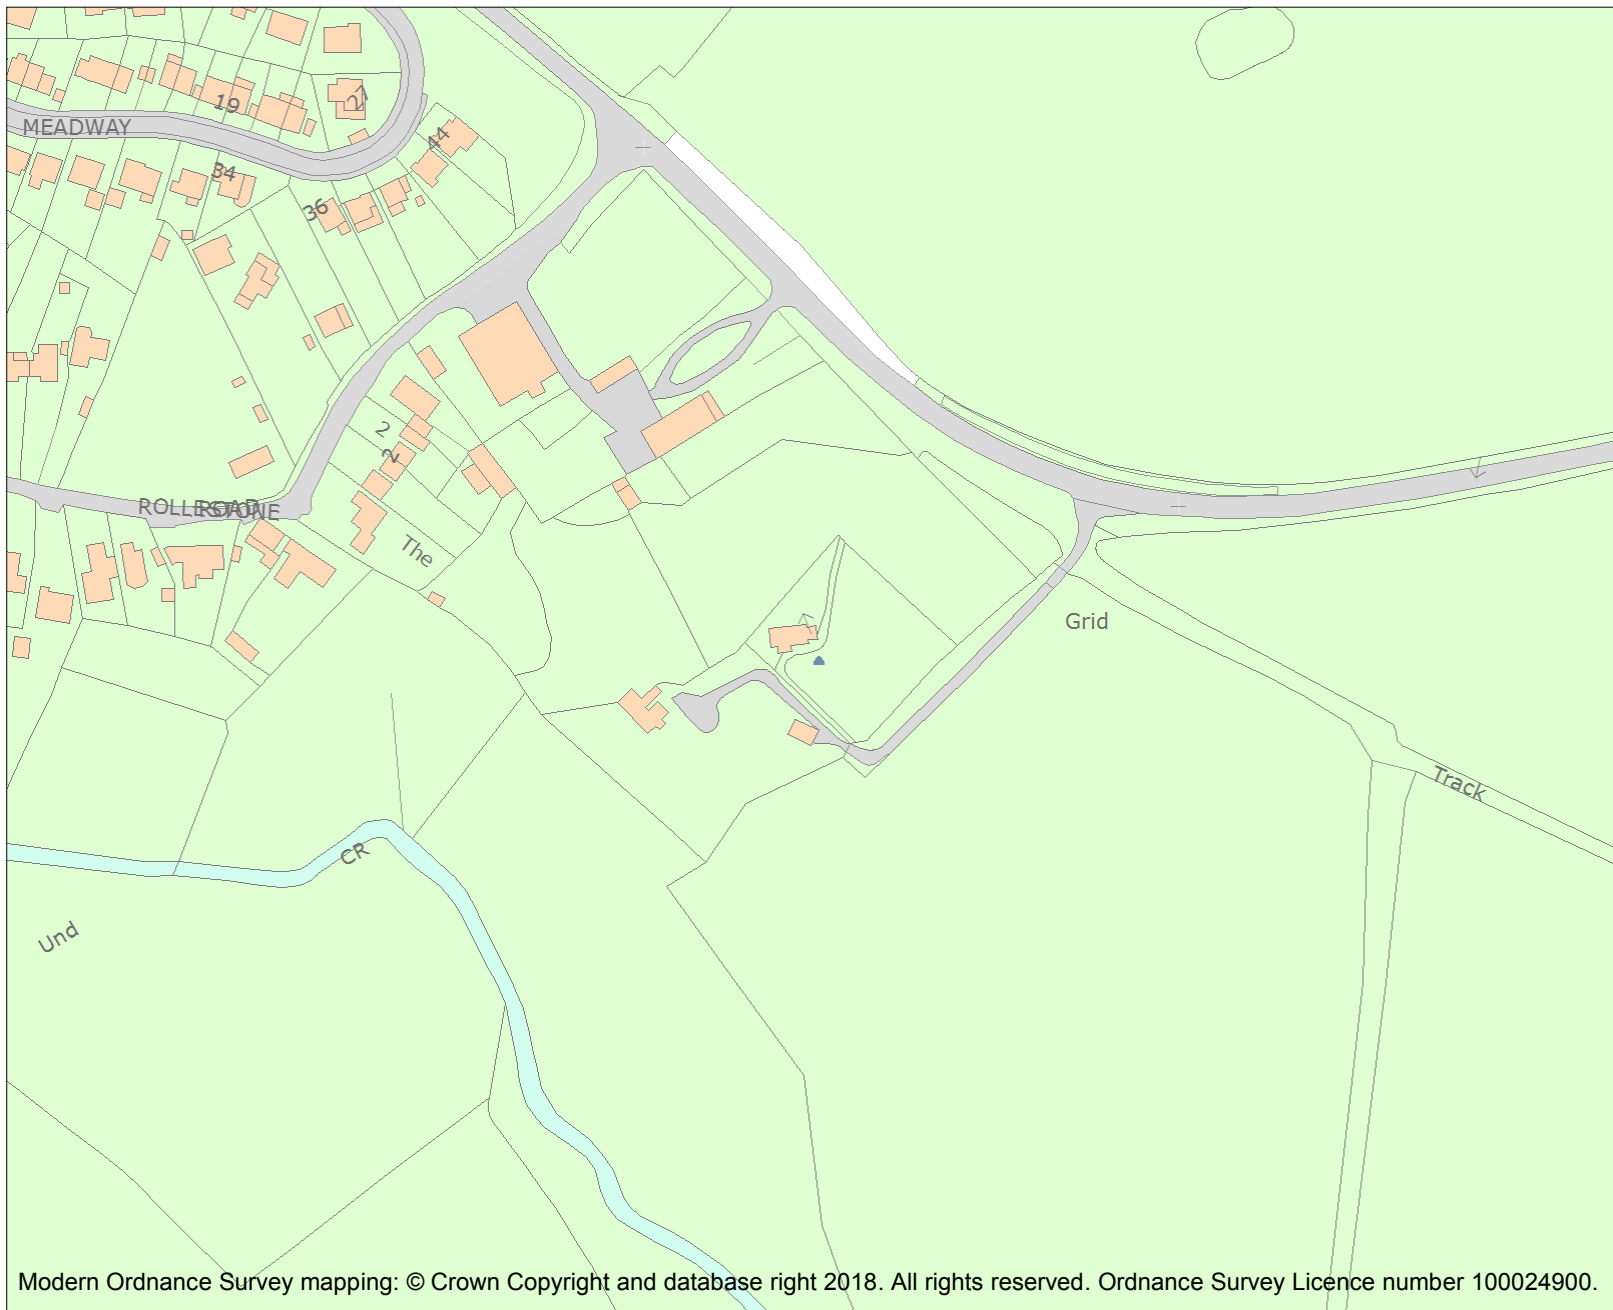 27
19
MEADWAY
44
34
36
2
2
ROLLESTONE
ROAD
The
Grid
Track
CR
Und
Modern Ordnance Survey mapping: © Crown Copyright and database right 2018. All rights reserved. Ordnance Survey Licence number 100024900.